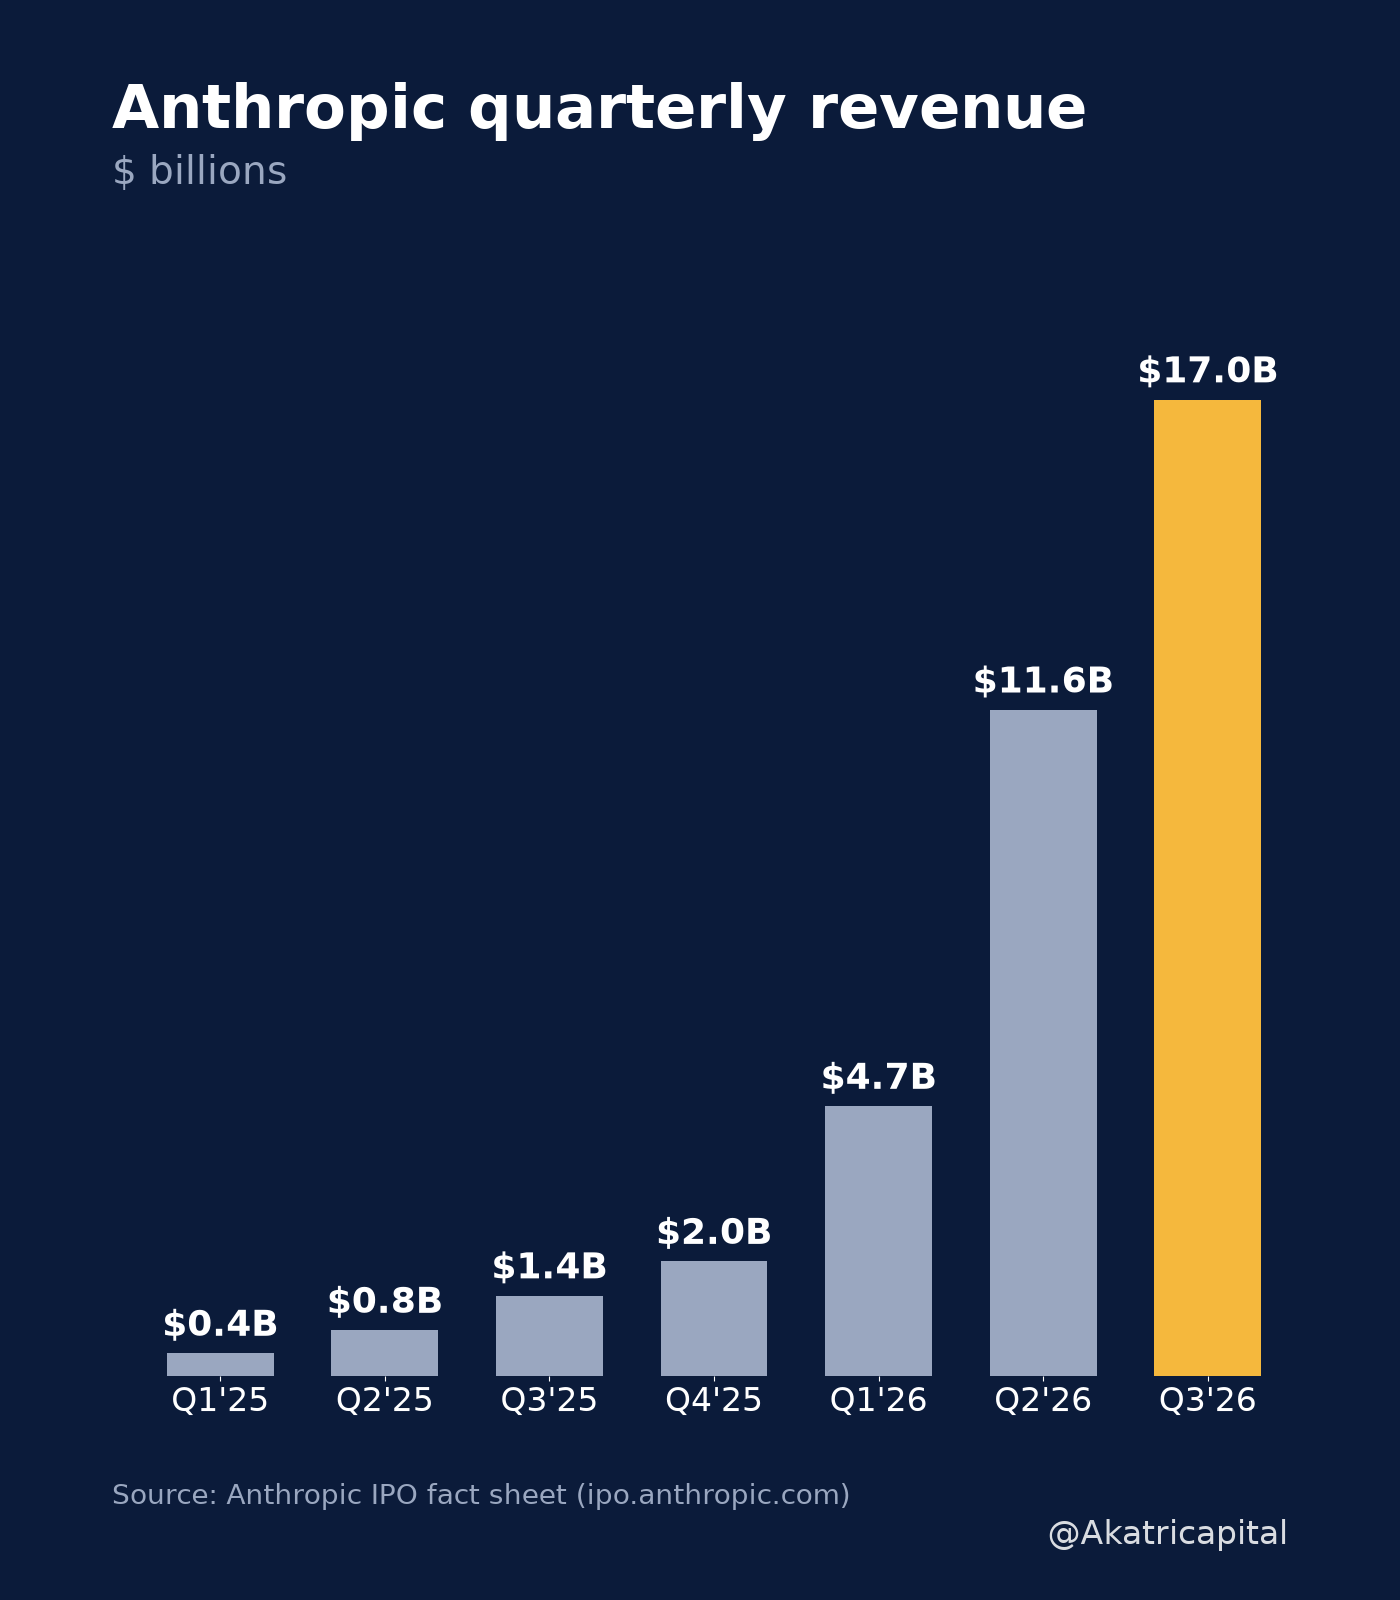 Anthropic quarterly revenue
$ billions
$17.0B
$11.6B
$4.7B
$2.0B
$1.4B
$0.8B
$0.4B
Q1'25 Q2'25 Q3'25 Q4'25 Q1'26 Q2'26 Q3'26
Source: Anthropic IPO fact sheet (ipo.anthropic.com)
@Akatricapital